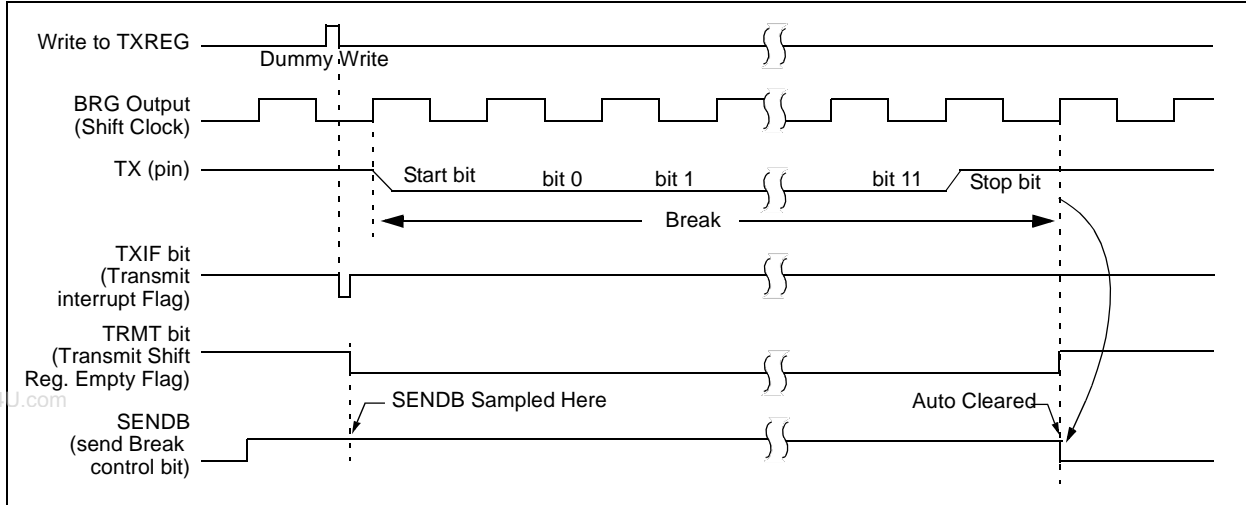 Write to TXREG
Dummy Write
BRG Output
(Shift Clock)
TX (pin)
Start bit
bit 0
bit 1
bit 11
Stop bit
Break
TXIF bit
(Transmit
interrupt Flag)
TRMT bit
(Transmit Shift
Reg. Empty Flag)
4U.com
SENDB Sampled Here
Auto Cleared
SENDB
(send Break
control bit)